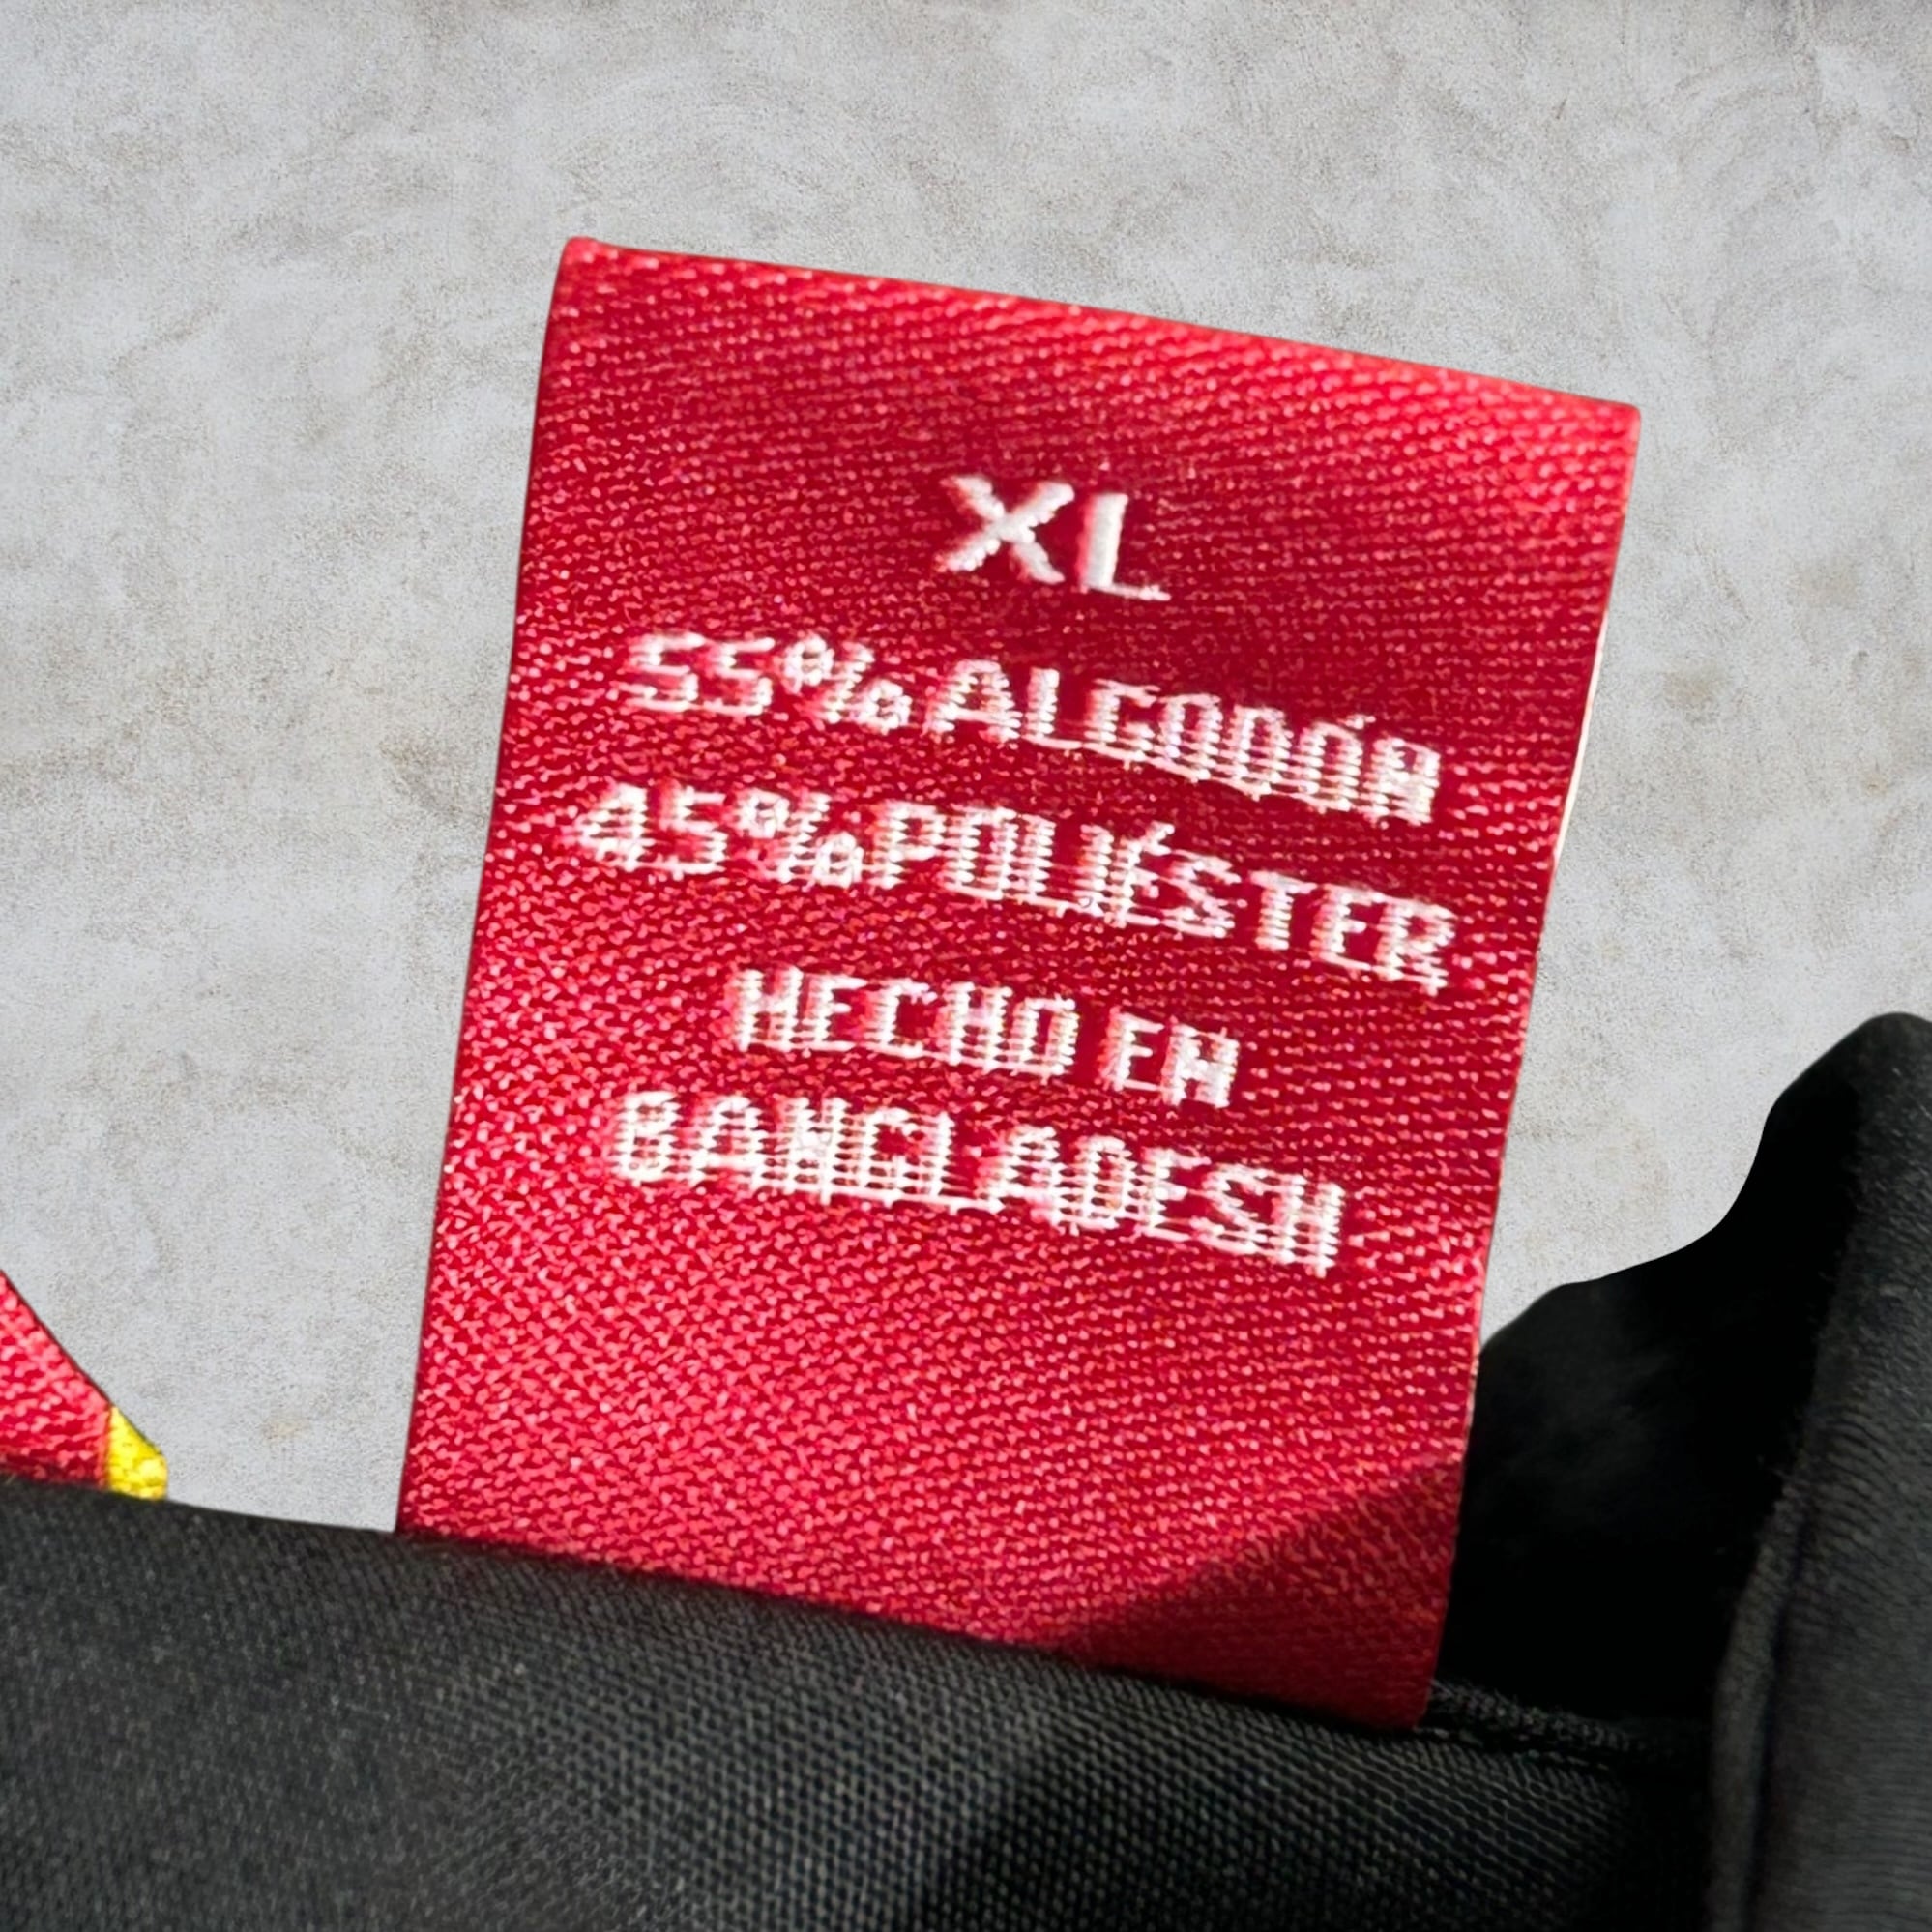 XL
55% ALGODÓN
45% POLIÉSTER
HECHO EN
BANGLADESH